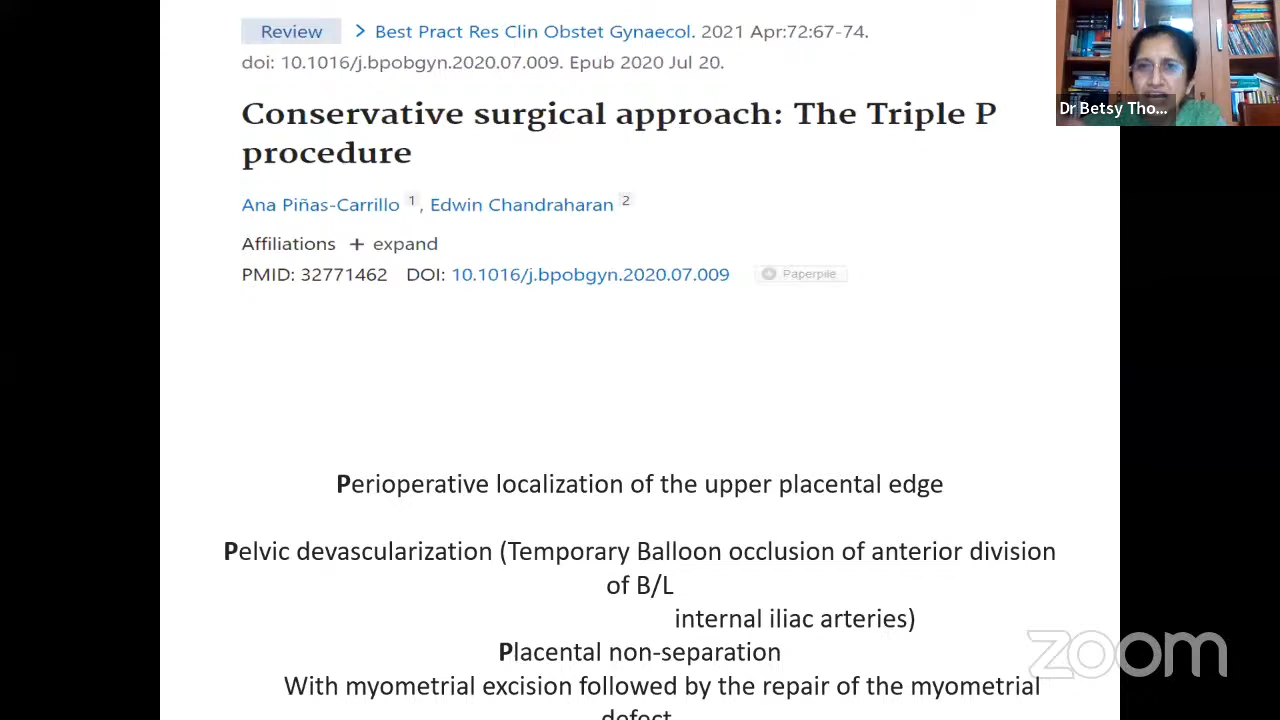 Review > Best Pract Res Clin Obstet Gynaecol. 2021 Apr:72:67-74.
doi: 10.1016/j.bpobgyn.2020.07.009. Epub 2020 Jul 20.
Conservative surgical approach: The Triple P
procedure
Ana Piñas-Carrillo 1, Edwin Chandraharan 2
Affiliations + expand
PMID: 32771462 DOI: 10.1016/j.bpobgyn.2020.07.009 Paperpile
Dr Betsy Tho...
Perioperative localization of the upper placental edge
Pelvic devascularization (Temporary Balloon occlusion of anterior division
of B/L
internal iliac arteries)
Placental non-separation
With myometrial excision followed by the repair of the myometrial
defect
zoom